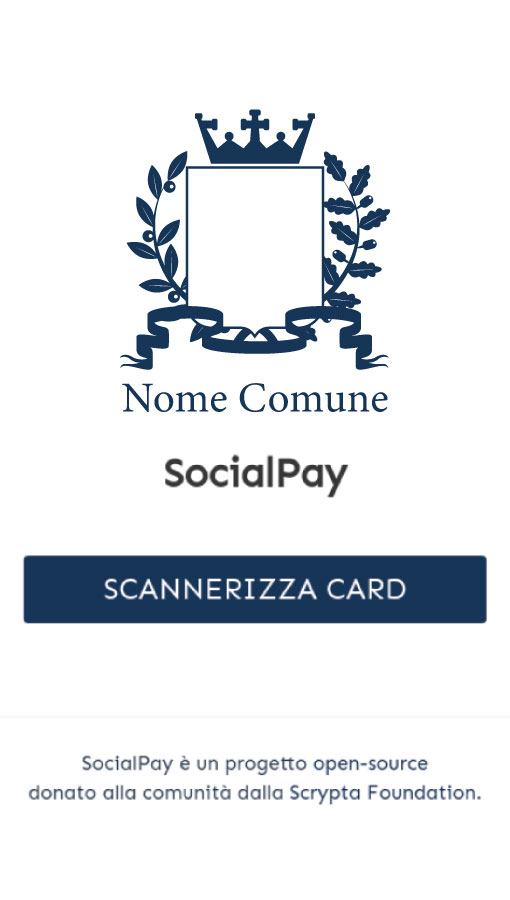 Nome Comune
SocialPay
SCANNERIZZA CARD
SocialPay è un progetto open-source
donato alla comunità dalla Scrypta Foundation.